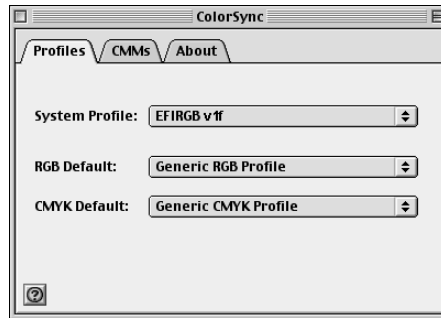 ColorSync
Profiles CMMs About
System Profile: EFIRGB v1f
RGB Default: Generic RGB Profile
CMYK Default: Generic CMYK Profile
?